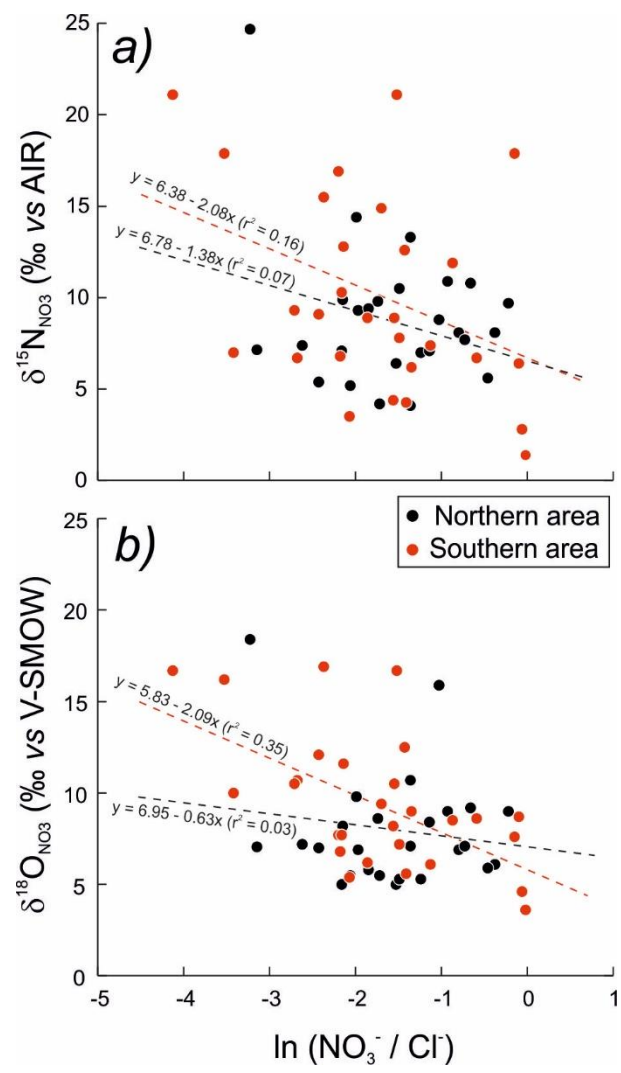 a)
25
20
15
10
5
0
δ¹⁵N_NO3 (‰ vs AIR)
y = 6.38 - 2.08x (r² = 0.16)
y = 6.78 - 1.38x (r² = 0.07)
Northern area
Southern area
b)
25
20
15
10
5
0
δ¹⁸O_NO3 (‰ vs V-SMOW)
y = 5.83 - 2.09x (r² = 0.35)
y = 6.95 - 0.63x (r² = 0.03)
-5 -4 -3 -2 -1 0 1
ln (NO₃⁻ / Cl⁻)